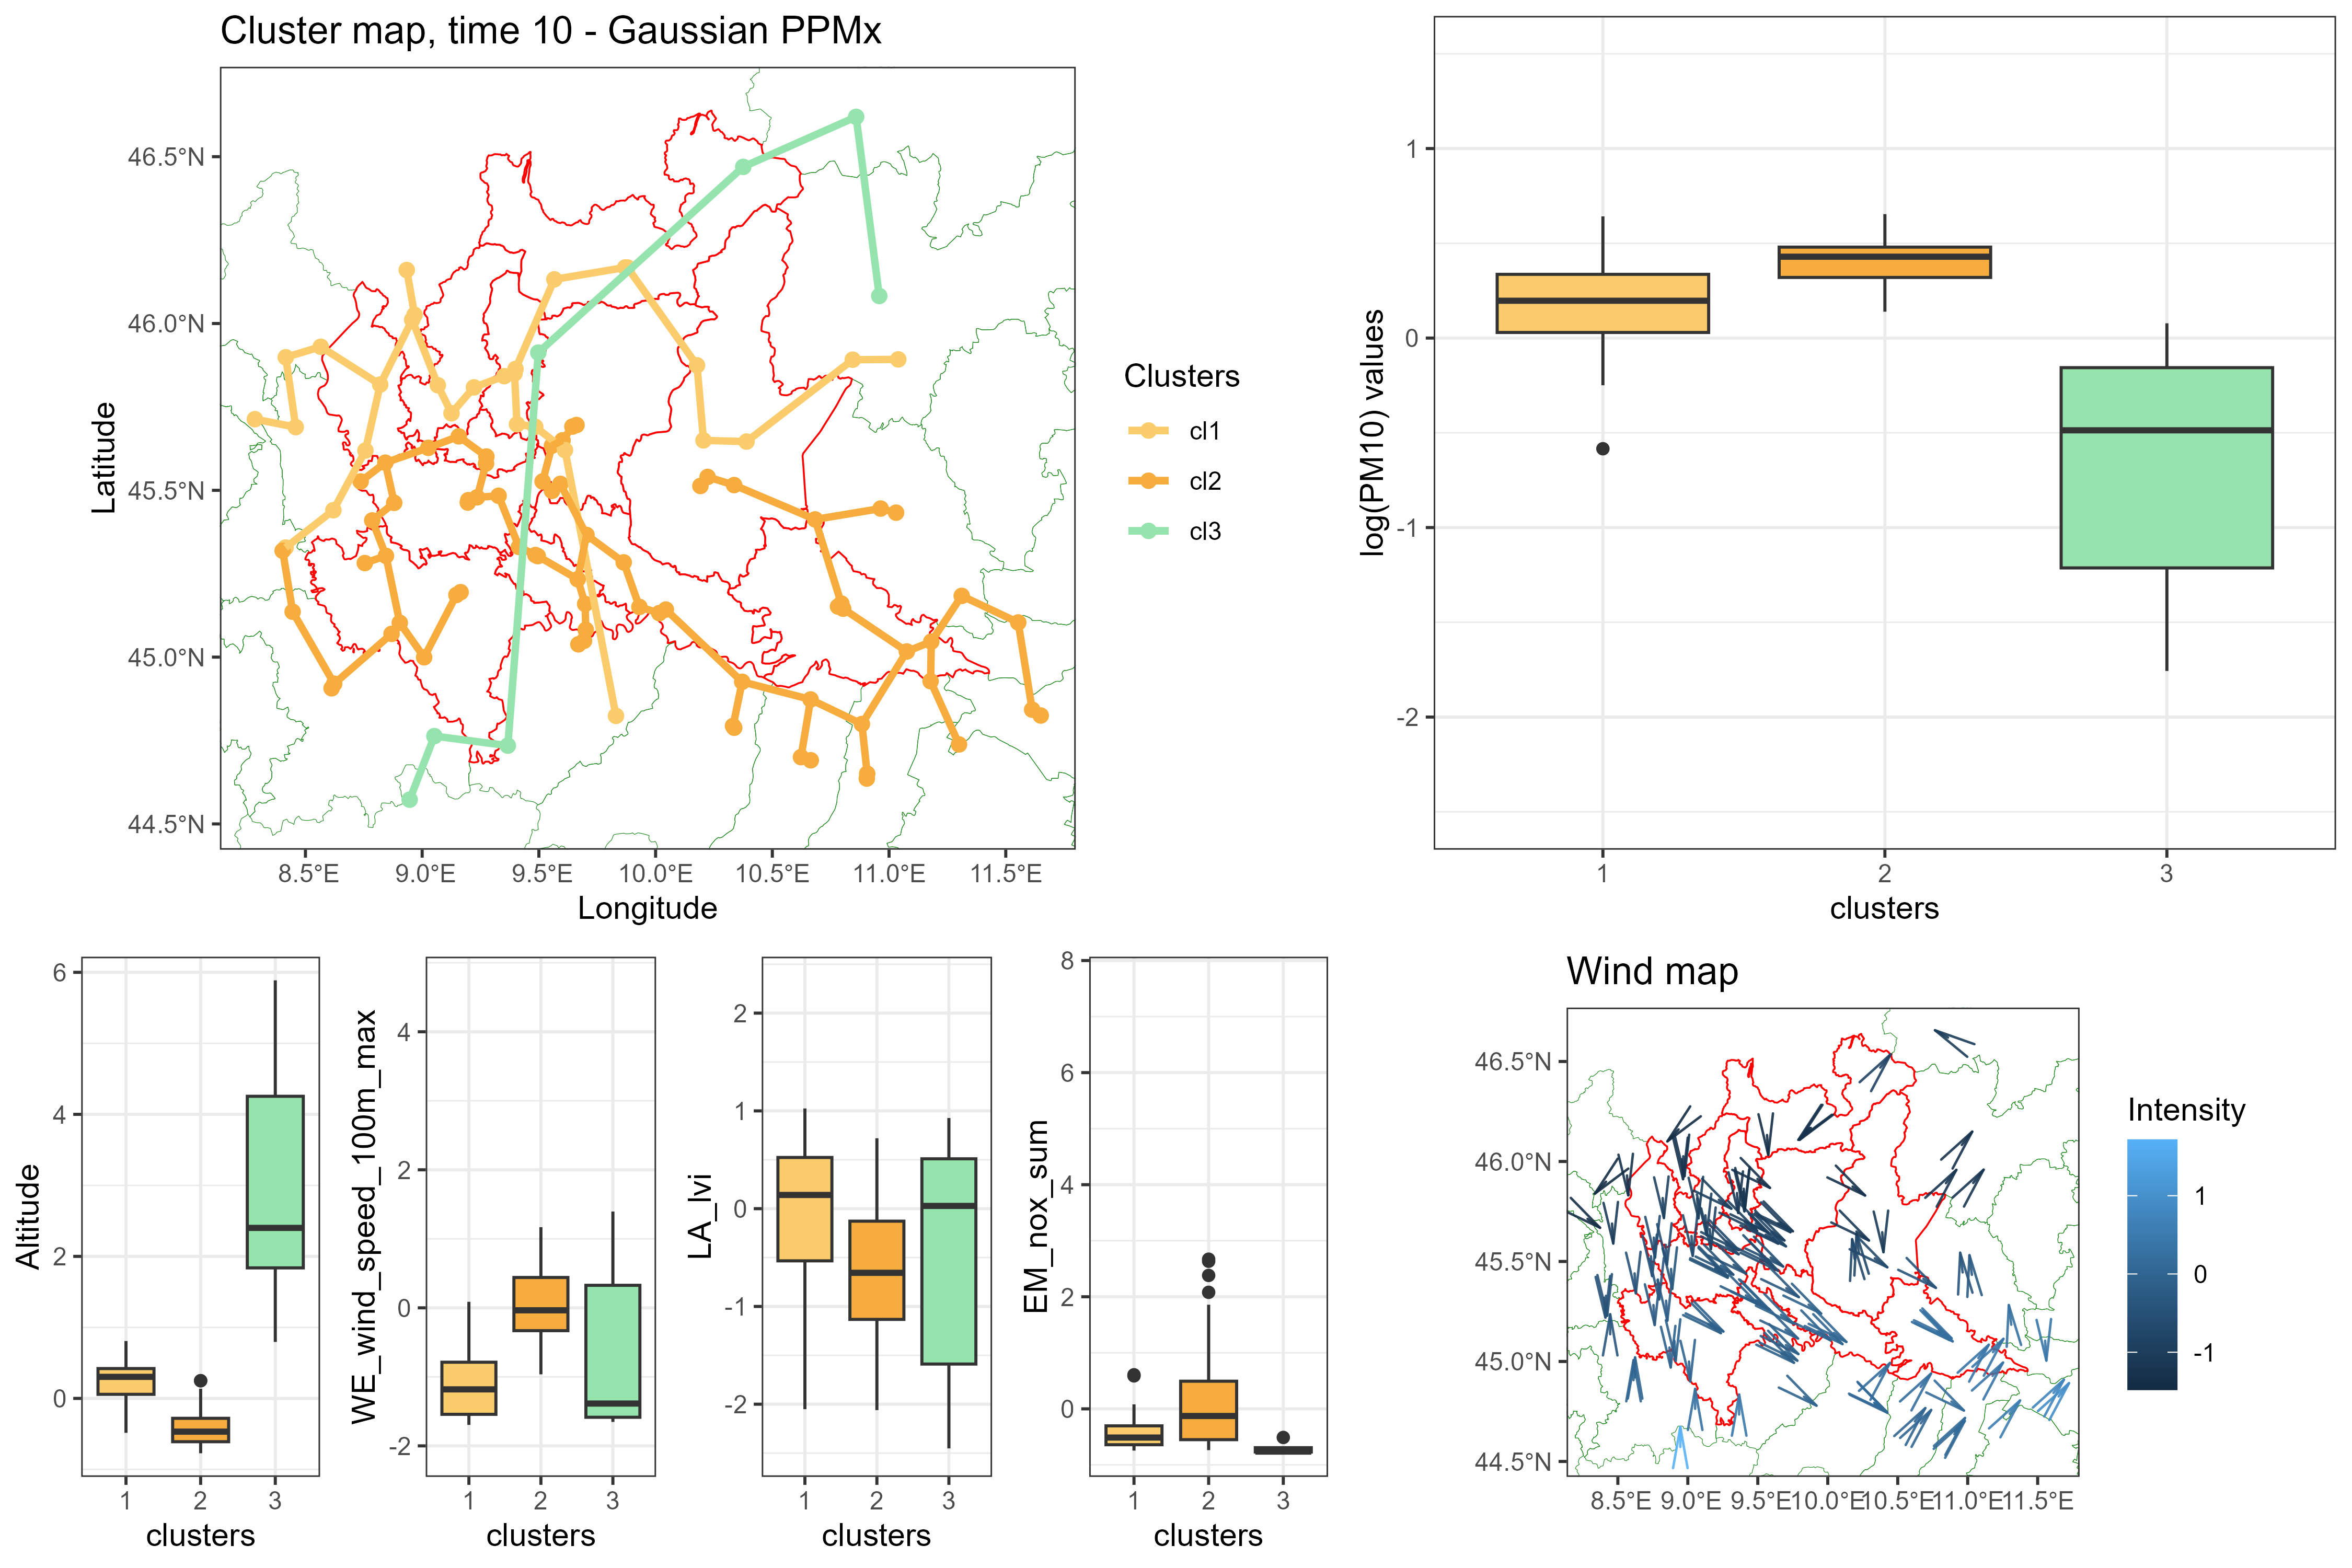 Cluster map, time 10 - Gaussian PPMx
46.5°N
46.0°N
45.5°N
45.0°N
44.5°N
Latitude
8.5°E 9.0°E 9.5°E 10.0°E 10.5°E 11.0°E 11.5°E
Longitude
Clusters
cl1
cl2
cl3
1
0
-1
-2
log(PM10) values
1 2 3
clusters
6
4
2
0
Altitude
1 2 3
clusters
4
2
0
-2
WE_wind_speed_100m_max
1 2 3
clusters
2
1
0
-1
-2
LA_lvi
1 2 3
clusters
8
6
4
2
0
EM_nox_sum
1 2 3
clusters
Wind map
46.5°N
46.0°N
45.5°N
45.0°N
44.5°N
8.5°E 9.0°E 9.5°E 10.0°E 10.5°E 11.0°E 11.5°E
Intensity
1
0
-1